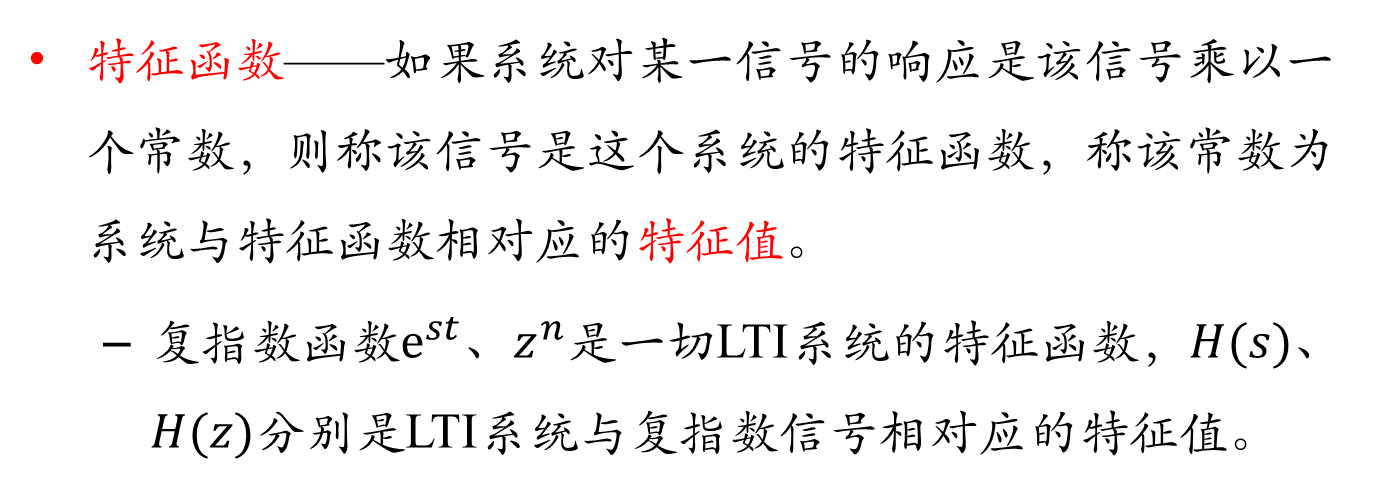 • 特征函数——如果系统对某一信号的响应是该信号乘以一
个常数，则称该信号是这个系统的特征函数，称该常数为
系统与特征函数相对应的特征值。
– 复指数函数e^{st}、z^n是一切LTI系统的特征函数，H(s)、
H(z)分别是LTI系统与复指数信号相对应的特征值。